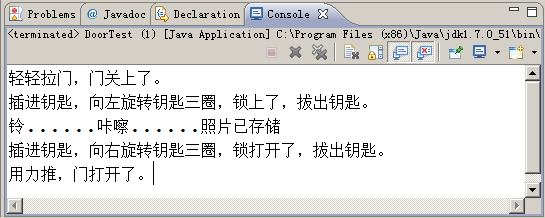 Problems @ Javadoc Declaration Console
<terminated> DoorTest (1) [Java Application] C:\Program Files (x86)\Java\jdk1.7.0_51\bin\
轻轻拉门，门关上了。
插进钥匙，向左旋转钥匙三圈，锁上了，拔出钥匙。
铃......咔嚓......照片已存储
插进钥匙，向右旋转钥匙三圈，锁打开了，拔出钥匙。
用力推，门打开了。